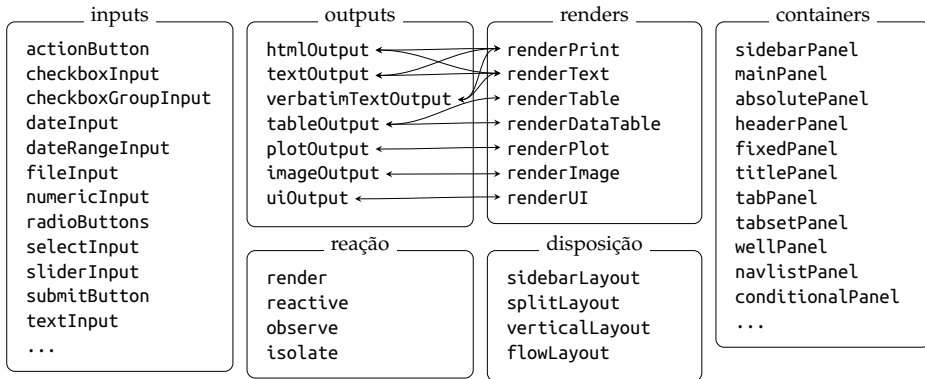 inputs
actionButton
checkboxInput
checkboxGroupInput
dateInput
dateRangeInput
fileInput
numericInput
radioButtons
selectInput
sliderInput
submitButton
textInput
...
outputs
htmlOutput
textOutput
verbatimTextOutput
tableOutput
plotOutput
imageOutput
uiOutput
renders
renderPrint
renderText
renderTable
renderDataTable
renderPlot
renderImage
renderUI
reação
render
reactive
observe
isolate
disposição
sidebarLayout
splitLayout
verticalLayout
flowLayout
containers
sidebarPanel
mainPanel
absolutePanel
headerPanel
fixedPanel
titlePanel
tabPanel
tabsetPanel
wellPanel
navlistPanel
conditionalPanel
...